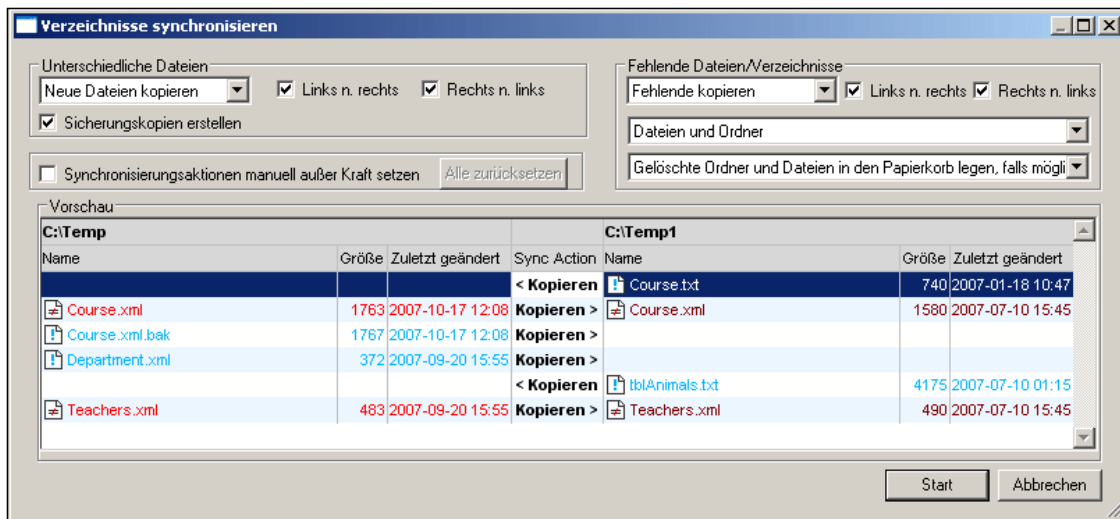 Verzeichnisse synchronisieren
Unterschiedliche Dateien
Neue Dateien kopieren Links n. rechts Rechts n. links
Sicherungskopien erstellen
Fehlende Dateien/Verzeichnisse
Fehlende kopieren Links n. rechts Rechts n. links
Dateien und Ordner
Gelöschte Ordner und Dateien in den Papierkorb legen, falls mögli
Synchronisierungsaktionen manuell außer Kraft setzen Alle zurücksetzen
Vorschau
C:\Temp C:\Temp1
Name Größe Zuletzt geändert Sync Action Name Größe Zuletzt geändert
< Kopieren Course.txt 740 2007-01-18 10:47
Course.xml 1763 2007-10-17 12:08 Kopieren > Course.xml 1580 2007-07-10 15:45
Course.xml.bak 1767 2007-10-17 12:08 Kopieren >
Department.xml 372 2007-09-20 15:55 Kopieren >
< Kopieren tblAnimals.txt 4175 2007-07-10 01:15
Teachers.xml 483 2007-09-20 15:55 Kopieren > Teachers.xml 490 2007-07-10 15:45
Start Abbrechen